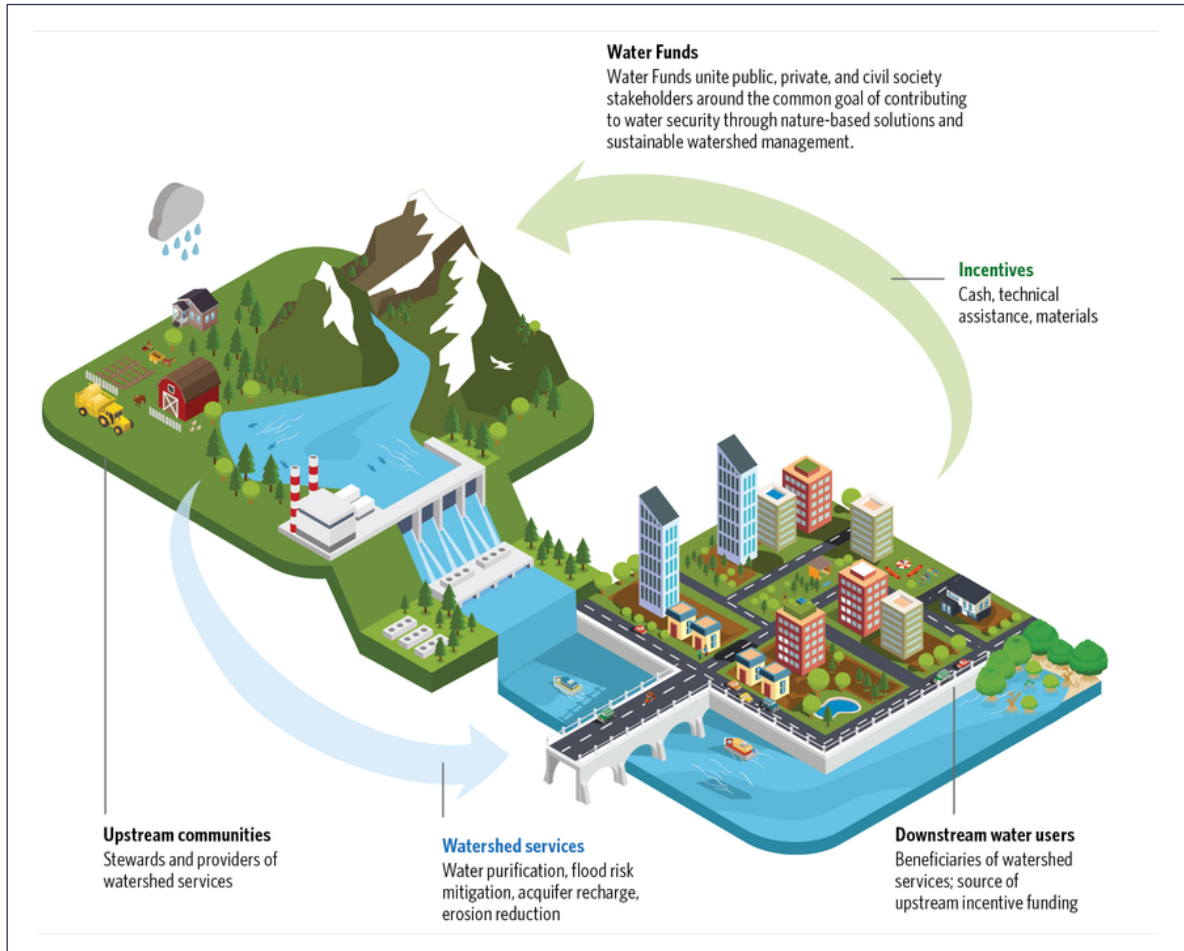 Water Funds
Water Funds unite public, private, and civil society
stakeholders around the common goal of contributing
to water security through nature-based solutions and
sustainable watershed management.
Incentives
Cash, technical
assistance, materials
Upstream communities
Stewards and providers of
watershed services
Watershed services
Water purification, flood risk
mitigation, acquifer recharge,
erosion reduction
Downstream water users
Beneficiaries of watershed
services; source of
upstream incentive funding